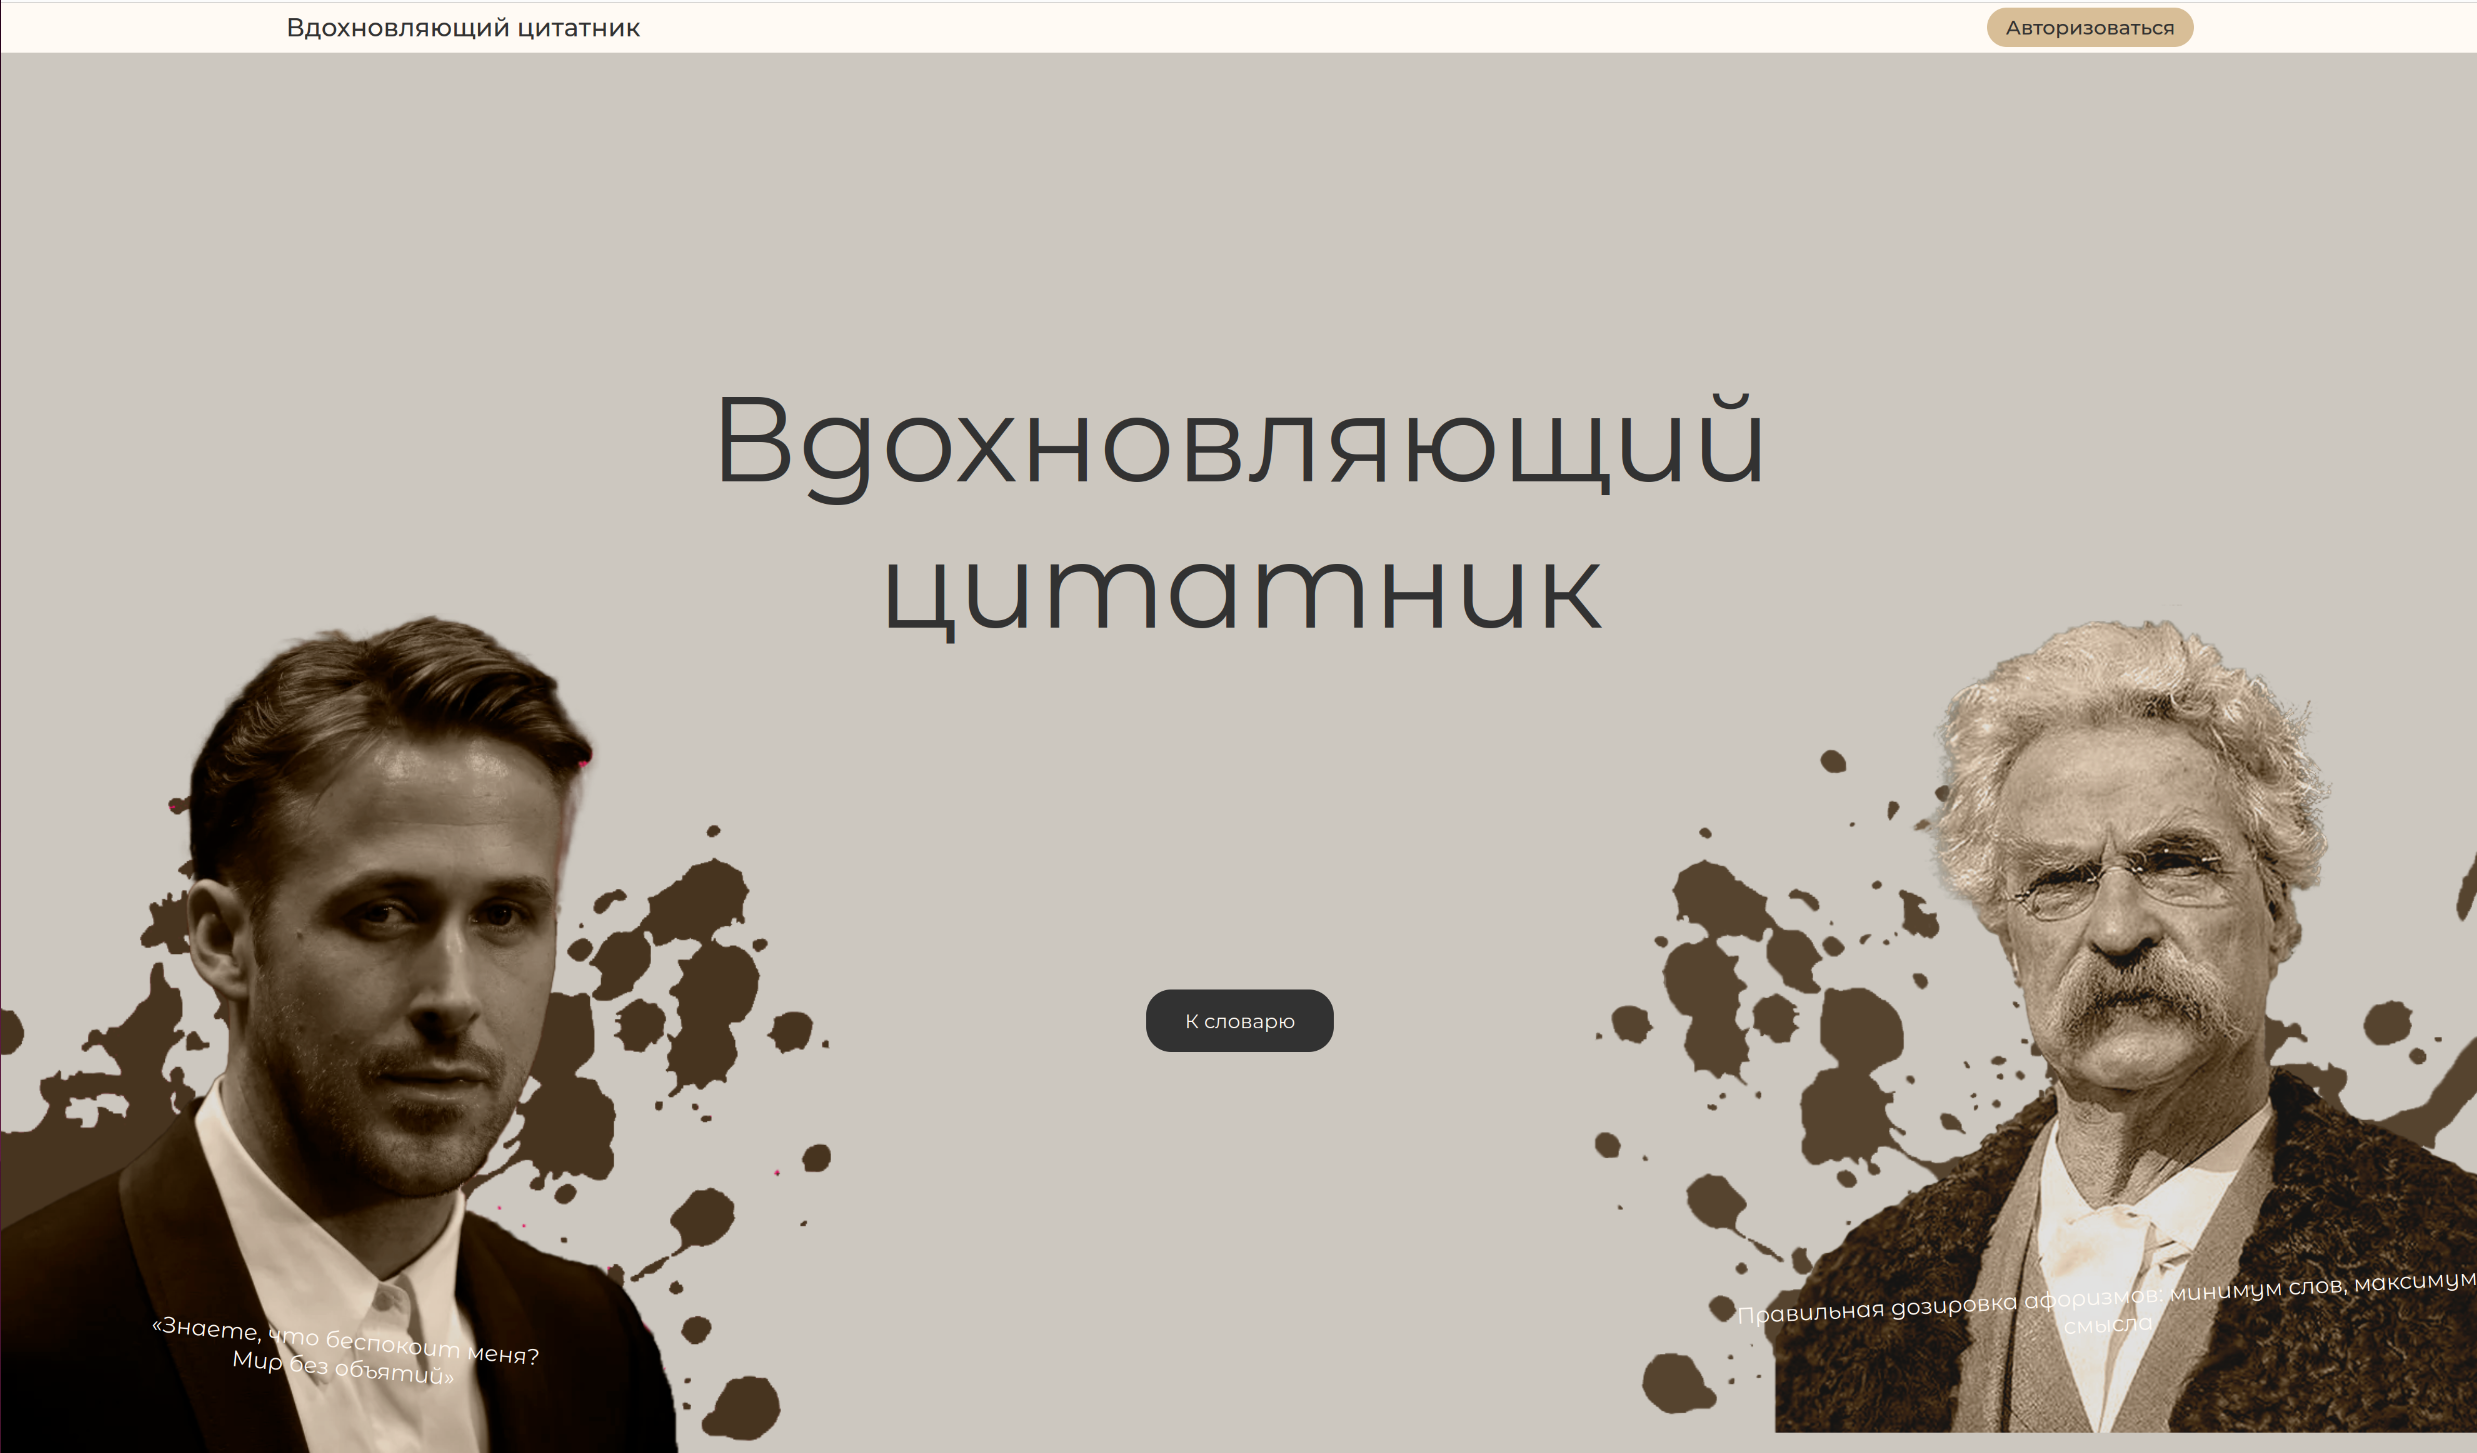 Вдохновляющий цитатник
Авторизоваться
Вдохновляющий
цитатник
К словарю
«Знаете, что беспокоит меня?
Мир без объятий»
Правильная дозировка афоризмов: минимум слов, максимум
смысла